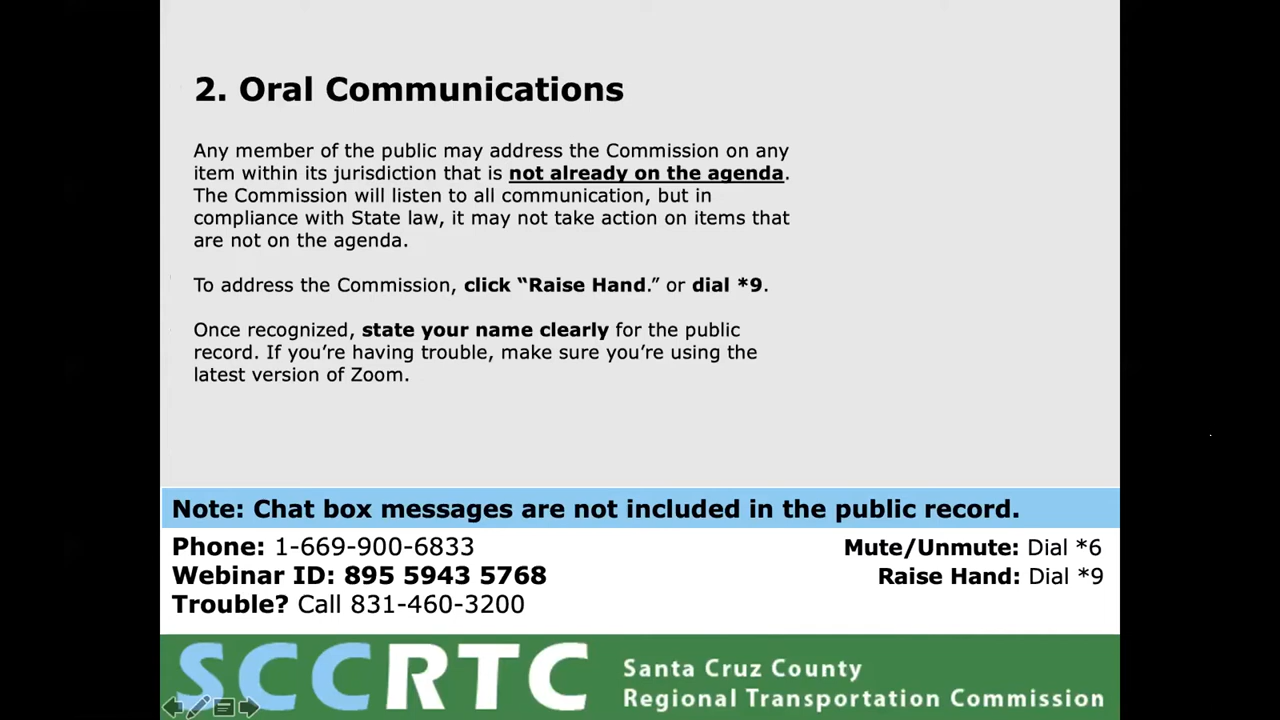 2. Oral Communications
Any member of the public may address the Commission on any
item within its jurisdiction that is not already on the agenda.
The Commission will listen to all communication, but in
compliance with State law, it may not take action on items that
are not on the agenda.
To address the Commission, click “Raise Hand.” or dial *9.
Once recognized, state your name clearly for the public
record. If you’re having trouble, make sure you’re using the
latest version of Zoom.
Note: Chat box messages are not included in the public record.
Phone: 1-669-900-6833
Webinar ID: 895 5943 5768
Trouble? Call 831-460-3200
Mute/Unmute: Dial *6
Raise Hand: Dial *9
SCCRTC
Santa Cruz County
Regional Transportation Commission